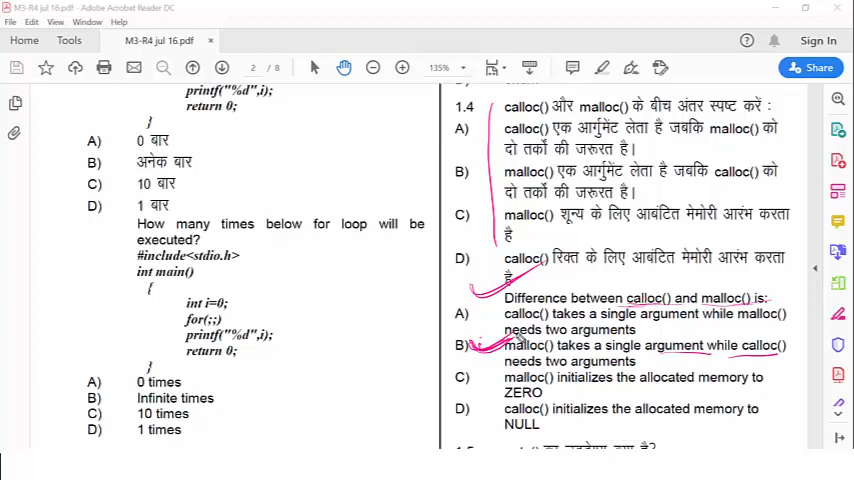 M3-R4 jul 16.pdf - Adobe Acrobat Reader DC
File Edit View Window Help
Home Tools M3-R4 jul 16.pdf × Sign In
2 / 8 135% Share
printf("%d",i);
return 0;
}
A) 0 बार
B) अनेक बार
C) 10 बार
D) 1 बार
How many times below for loop will be
executed?
#include<stdio.h>
int main()
{
int i=0;
for(;;)
printf("%d",i);
return 0;
}
A) 0 times
B) Infinite times
C) 10 times
D) 1 times
1.4 calloc() और malloc() के बीच अंतर स्पष्ट करें :
A) calloc() एक आर्गुमेंट लेता है जबकि malloc() को
दो तर्कों की जरूरत है।
B) malloc() एक आर्गुमेंट लेता है जबकि calloc() को
दो तर्कों की जरूरत है।
C) malloc() शून्य के लिए आबंटित मेमोरी आरंभ करता
है
D) calloc() रिक्त के लिए आबंटित मेमोरी आरंभ करता
है
Difference between calloc() and malloc() is:
A) calloc() takes a single argument while malloc()
needs two arguments
B) malloc() takes a single argument while calloc()
needs two arguments
C) malloc() initializes the allocated memory to
ZERO
D) calloc() initializes the allocated memory to
NULL